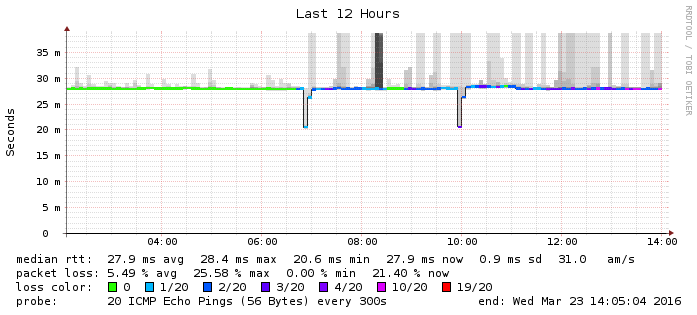 Last 12 Hours
RRDTOOL / TOBI OETIKER
Seconds
35 m
30 m
25 m
20 m
15 m
10 m
5 m
0
04:00 06:00 08:00 10:00 12:00 14:00
median rtt: 27.9 ms avg 28.4 ms max 20.6 ms min 27.9 ms now 0.9 ms sd 31.0 am/s
packet loss: 5.49 % avg 25.58 % max 0.00 % min 21.40 % now
loss color: 0 1/20 2/20 3/20 4/20 10/20 19/20
probe: 20 ICMP Echo Pings (56 Bytes) every 300s end: Wed Mar 23 14:05:04 2016